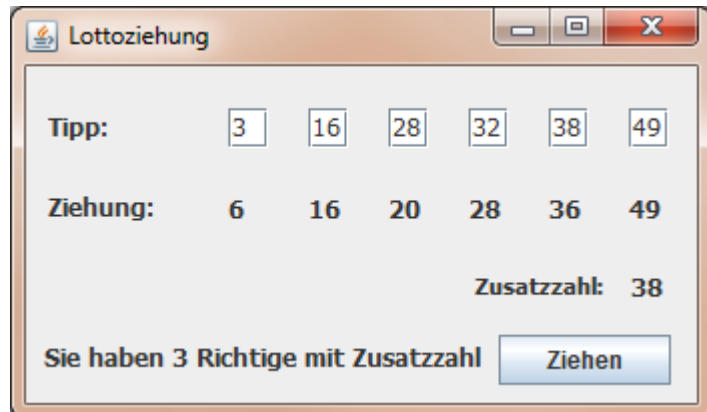 Lottoziehung
Tipp: 3 16 28 32 38 49
Ziehung: 6 16 20 28 36 49
Zusatzzahl: 38
Sie haben 3 Richtige mit Zusatzzahl Ziehen